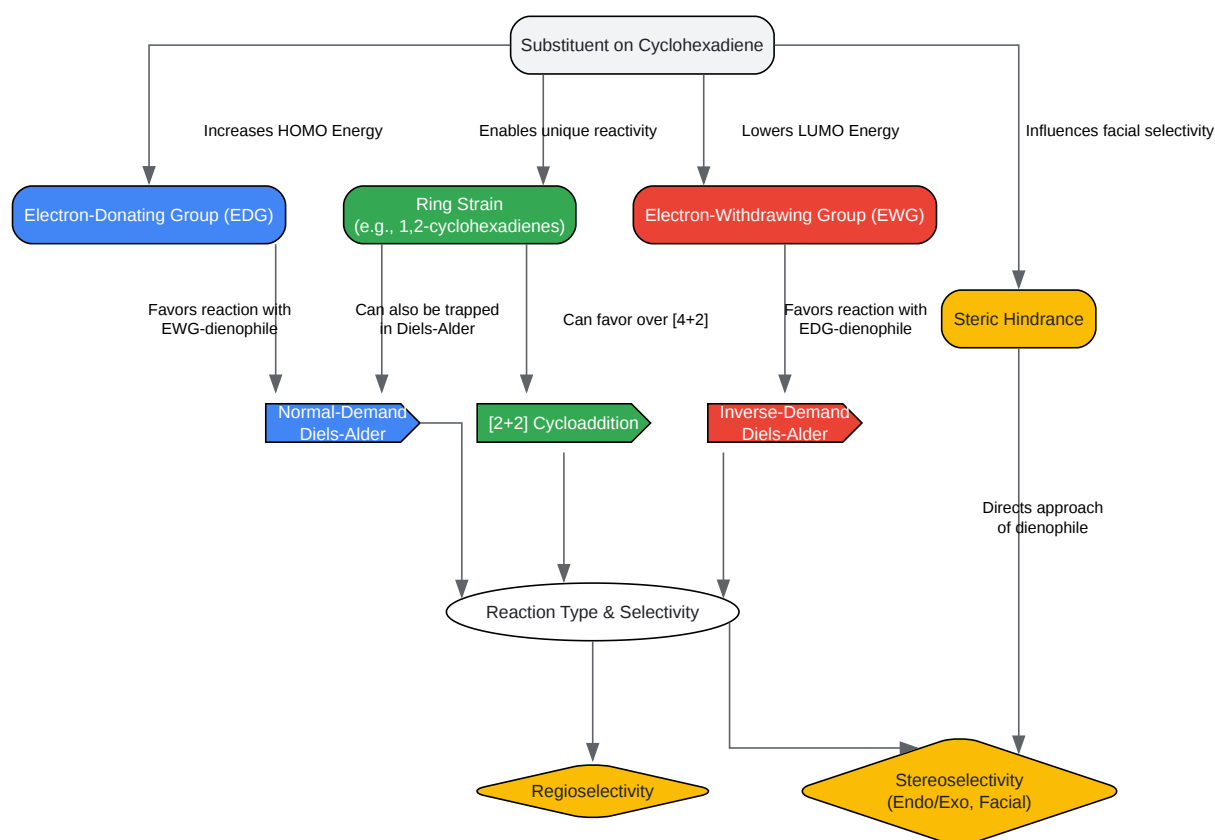 Substituent on Cyclohexadiene
Increases HOMO Energy
Enables unique reactivity
Lowers LUMO Energy
Influences facial selectivity
Electron-Donating Group (EDG)
Ring Strain
(e.g., 1,2-cyclohexadienes)
Electron-Withdrawing Group (EWG)
Favors reaction with
EWG-dienophile
Can also be trapped
in Diels-Alder
Can favor over [4+2]
Favors reaction with
EDG-dienophile
Steric Hindrance
Normal-Demand
Diels-Alder
[2+2] Cycloaddition
Inverse-Demand
Diels-Alder
Directs approach
of dienophile
Reaction Type & Selectivity
Regioselectivity
Stereoselectivity
(Endo/Exo, Facial)